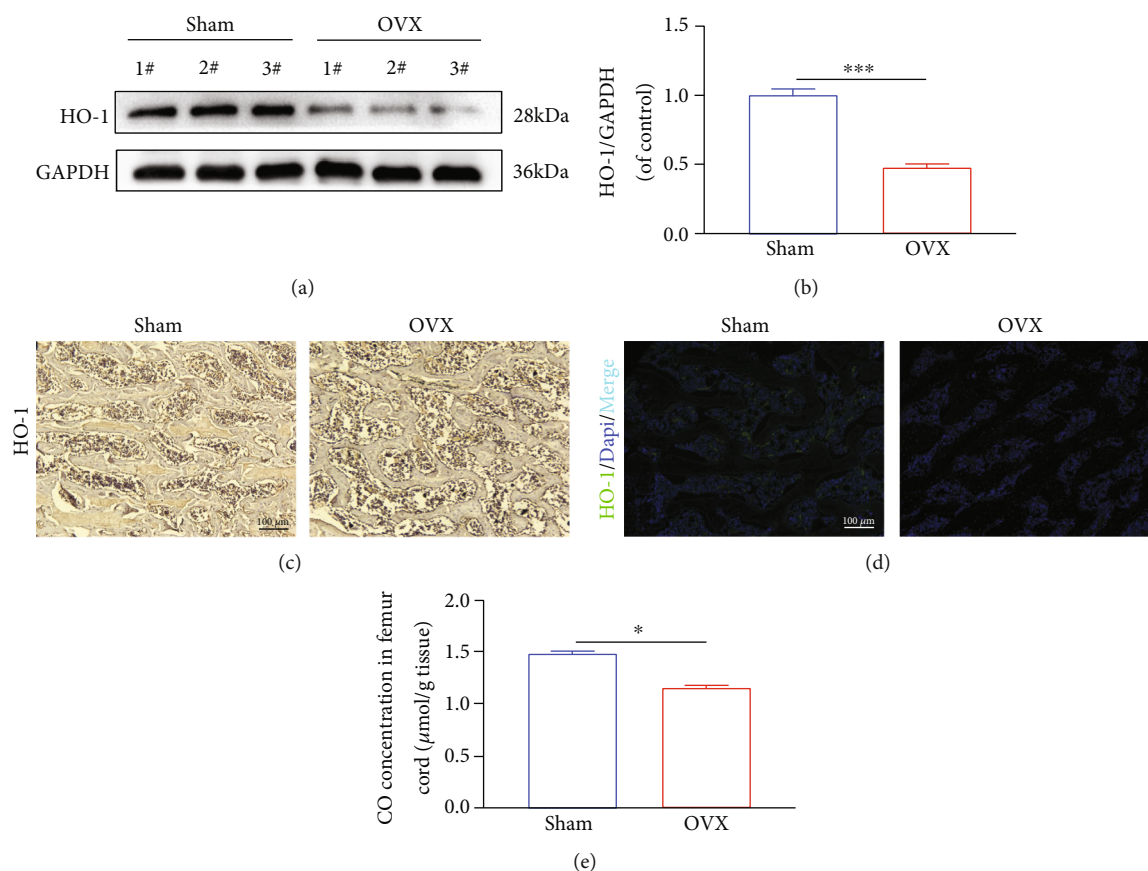 Sham OVX
1# 2# 3# 1# 2# 3#
HO-1 28kDa
GAPDH 36kDa
(a)
HO-1/GAPDH
(of control)
1.5
1.0
0.5
0.0
***
Sham OVX
(b)
Sham OVX
HO-1
100 µm
(c)
Sham OVX
HO-1/Dapi/Merge
100 µm
(d)
CO concentration in femur
cord (µmol/g tissue)
2.0
1.5
1.0
0.5
0.0
*
Sham OVX
(e)